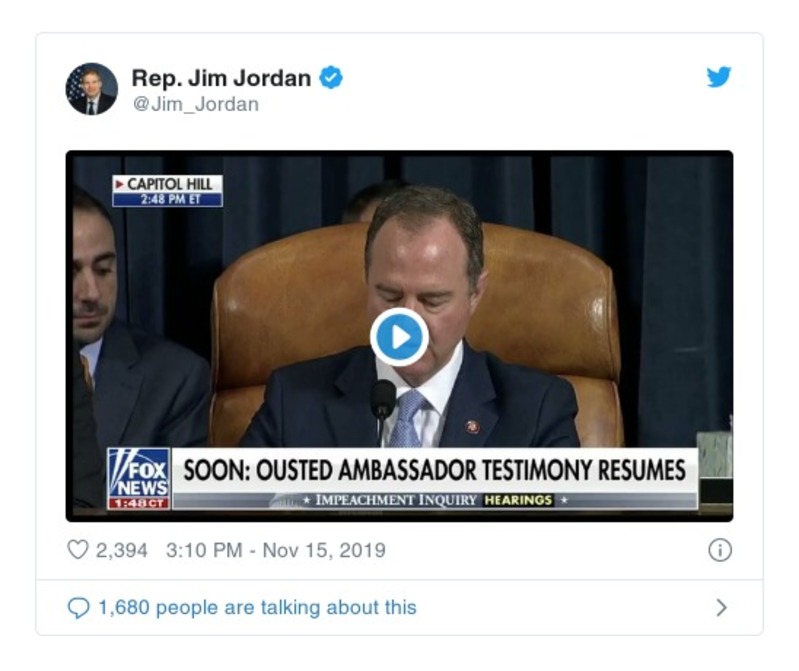 Rep. Jim Jordan
@Jim_Jordan
▸ CAPITOL HILL
2:48 PM ET
FOX
NEWS
1:48 CT
SOON: OUSTED AMBASSADOR TESTIMONY RESUMES
★ IMPEACHMENT INQUIRY HEARINGS ★
2,394 3:10 PM - Nov 15, 2019
1,680 people are talking about this